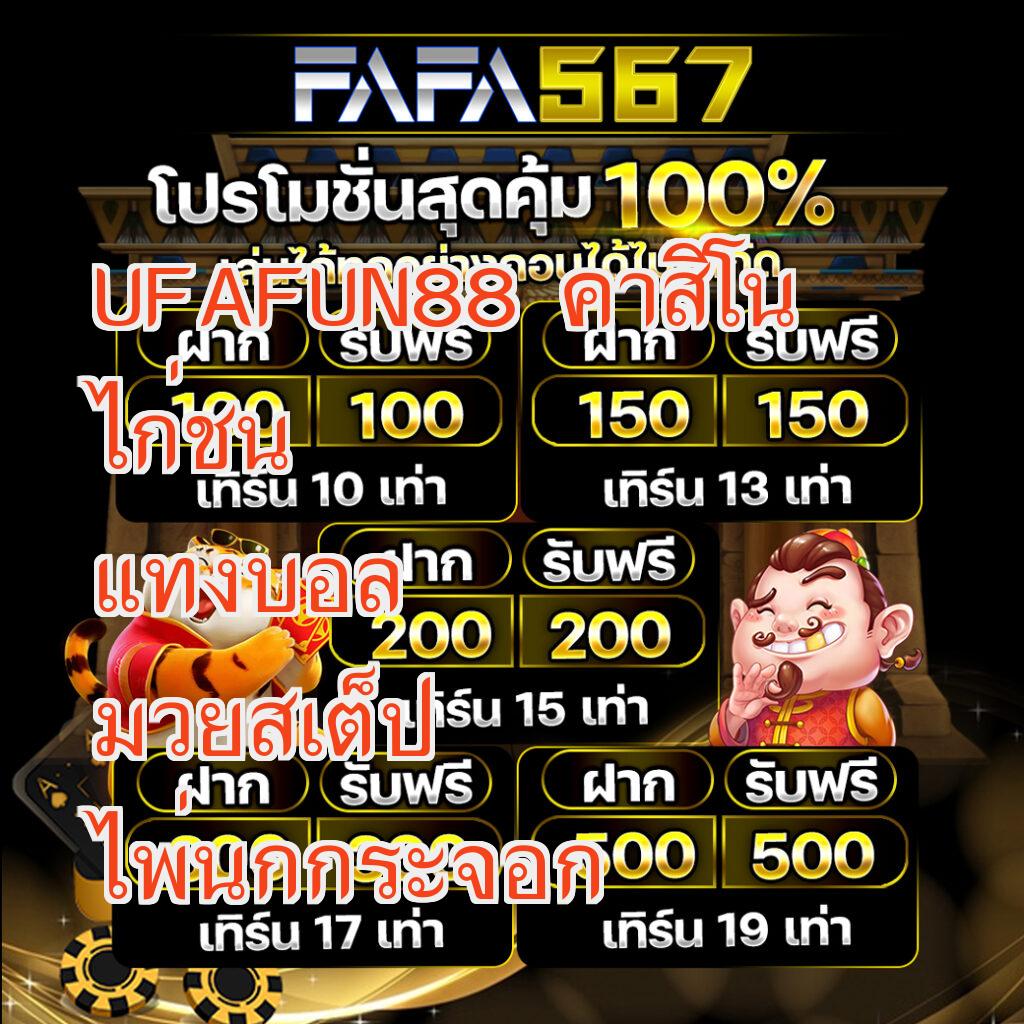 FAFA567
โปรโมชั่นสุดคุ้ม 100%
UFAFUN88 คาสิโน
ฝาก รับฟรี ฝาก รับฟรี
ไก่ชน
100 100 150 150
เทิร์น 10 เท่า เทิร์น 13 เท่า
แทงบอล
ฝาก รับฟรี
200 200
มวยสเต็ป
เทิร์น 15 เท่า
ฝาก รับฟรี ฝาก รับฟรี
ไพ่นกกระจอก
500 500
เทิร์น 17 เท่า เทิร์น 19 เท่า